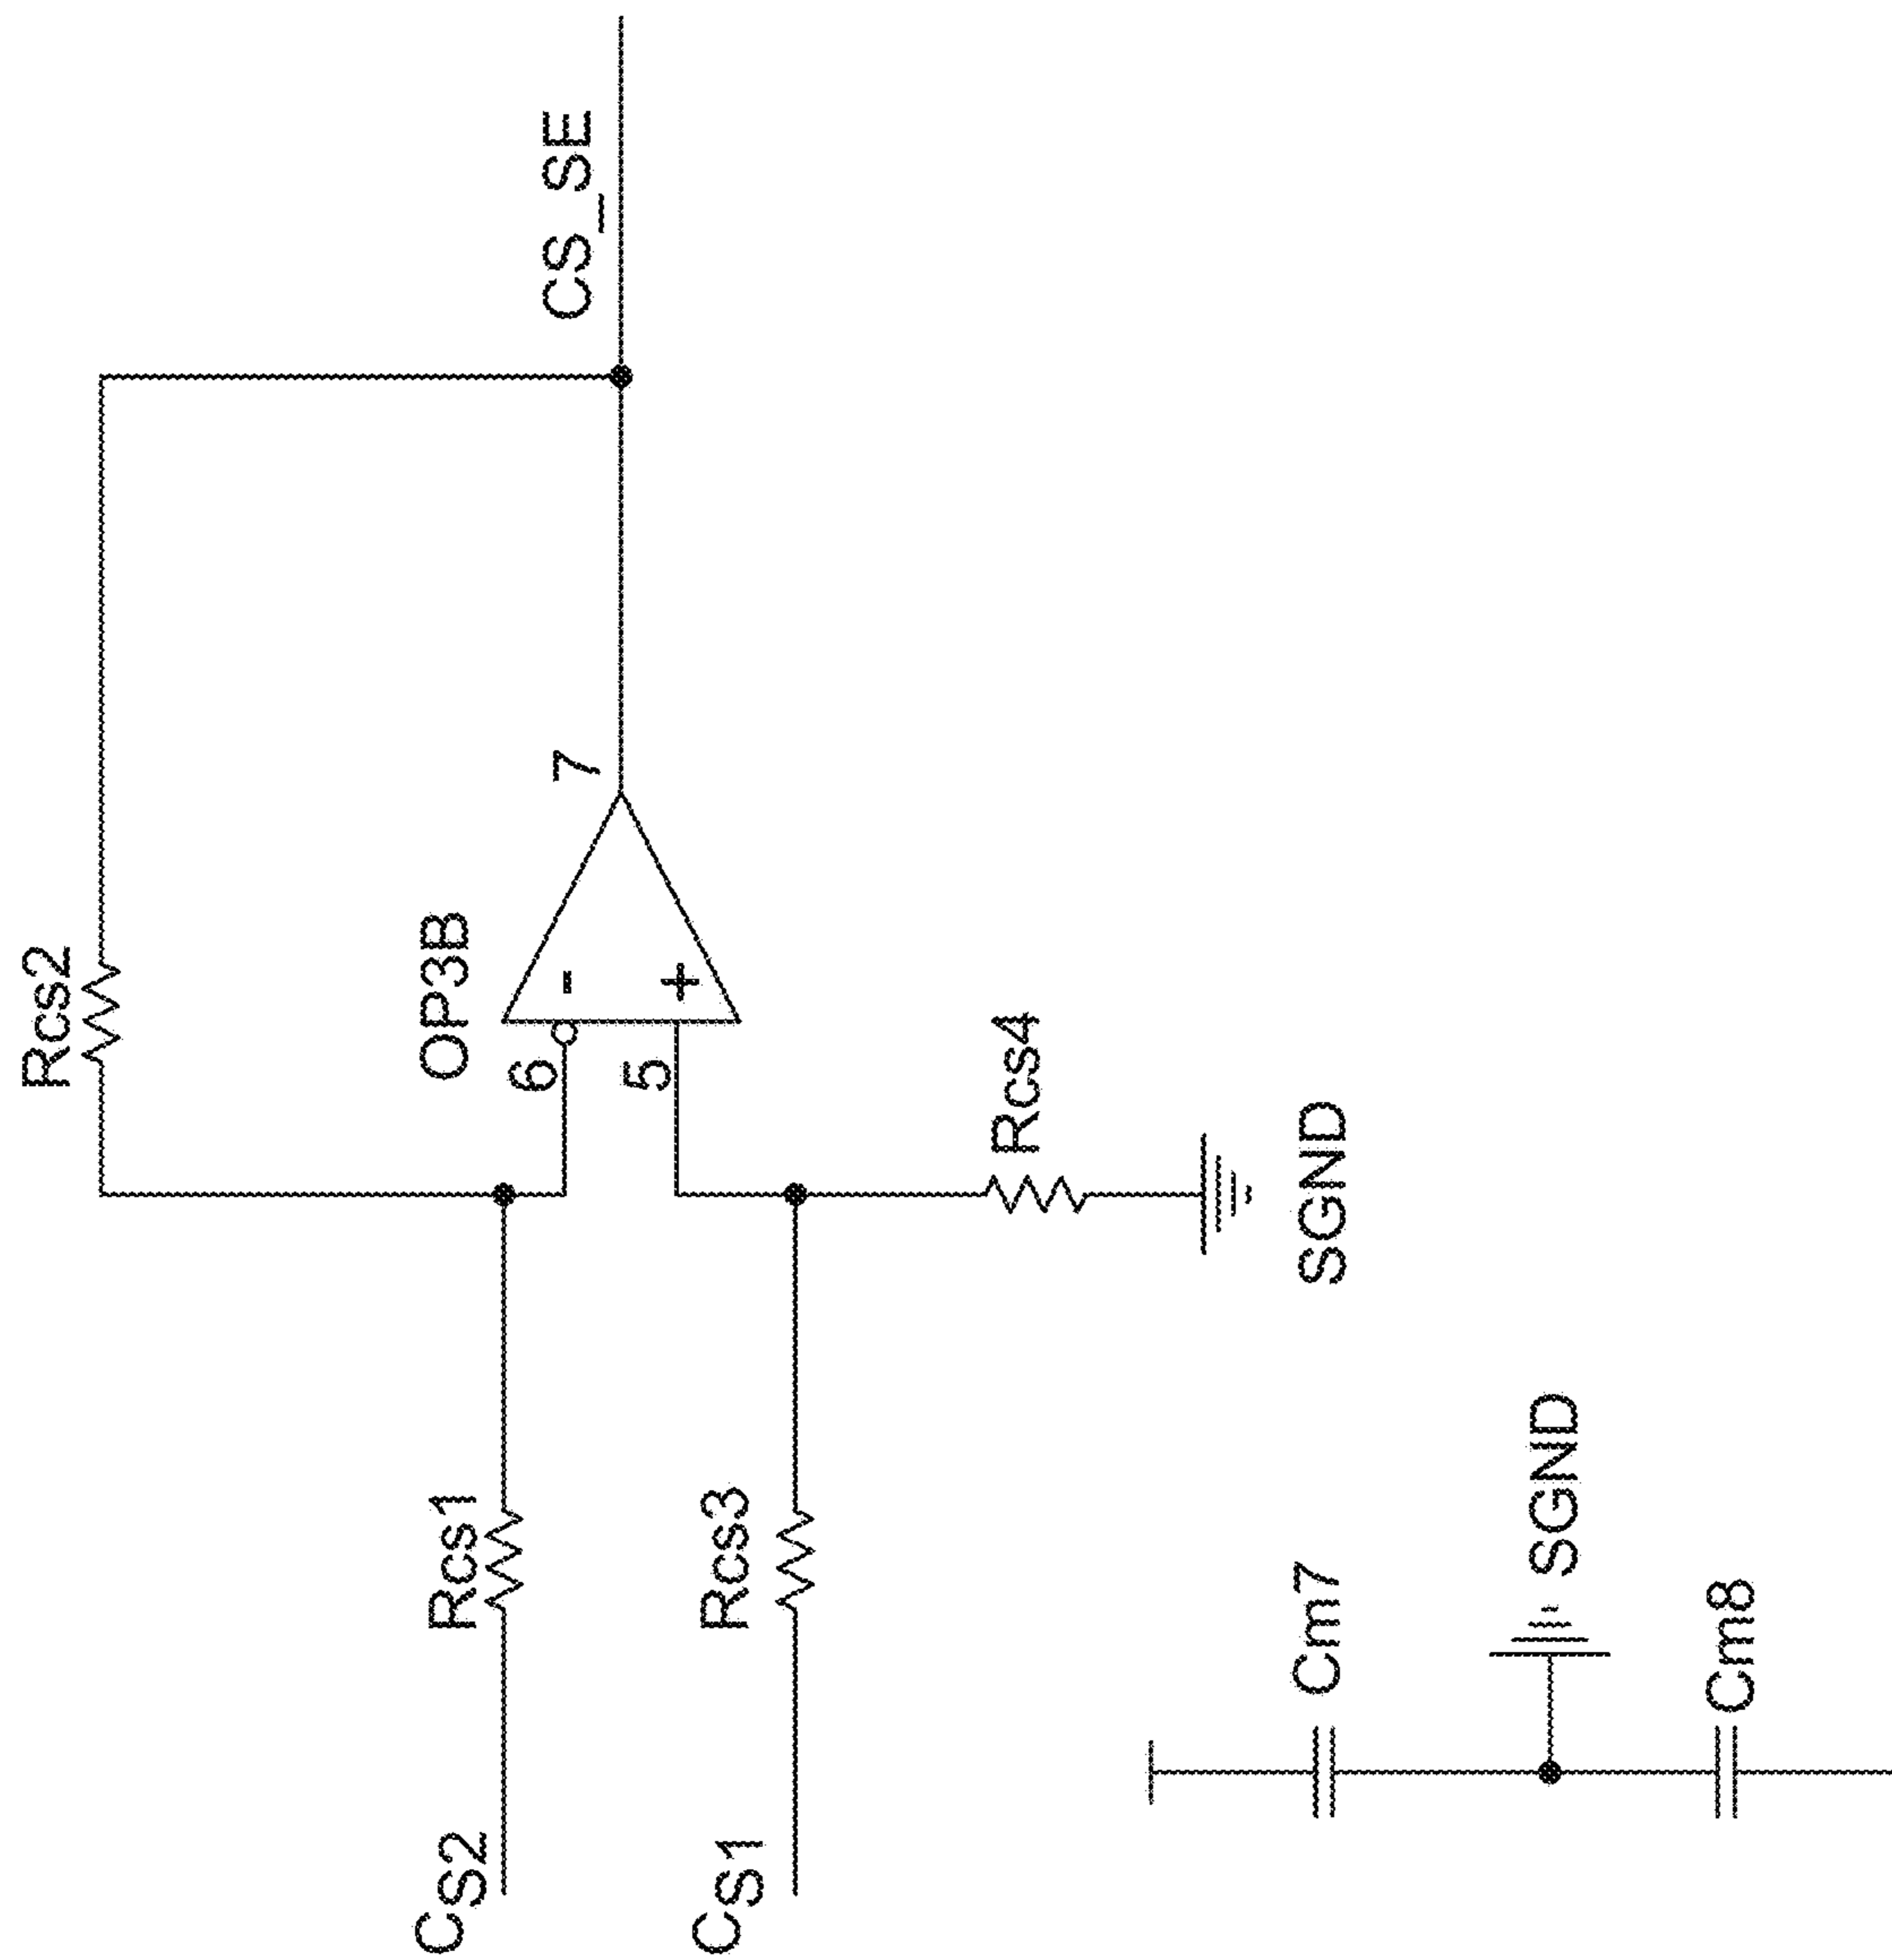 Rcs2
OP3B
CS2
Rcs1
6
-
7
CS_SE
CS1
Rcs3
5
+
Rcs4
SGND
Cm7
SGND
Cm8